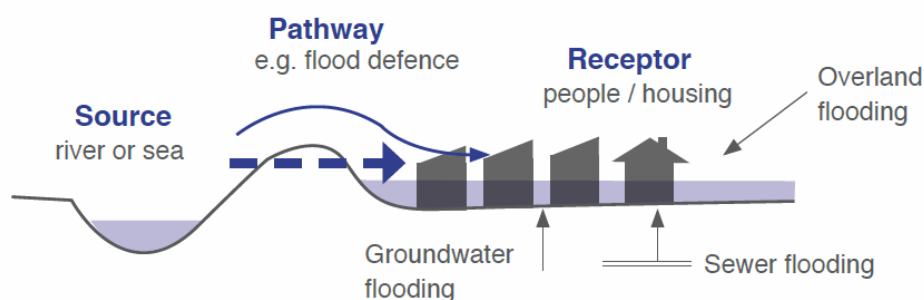 Pathway
e.g. flood defence
Receptor
people / housing
Overland
flooding
Source
river or sea
Groundwater
flooding
Sewer flooding